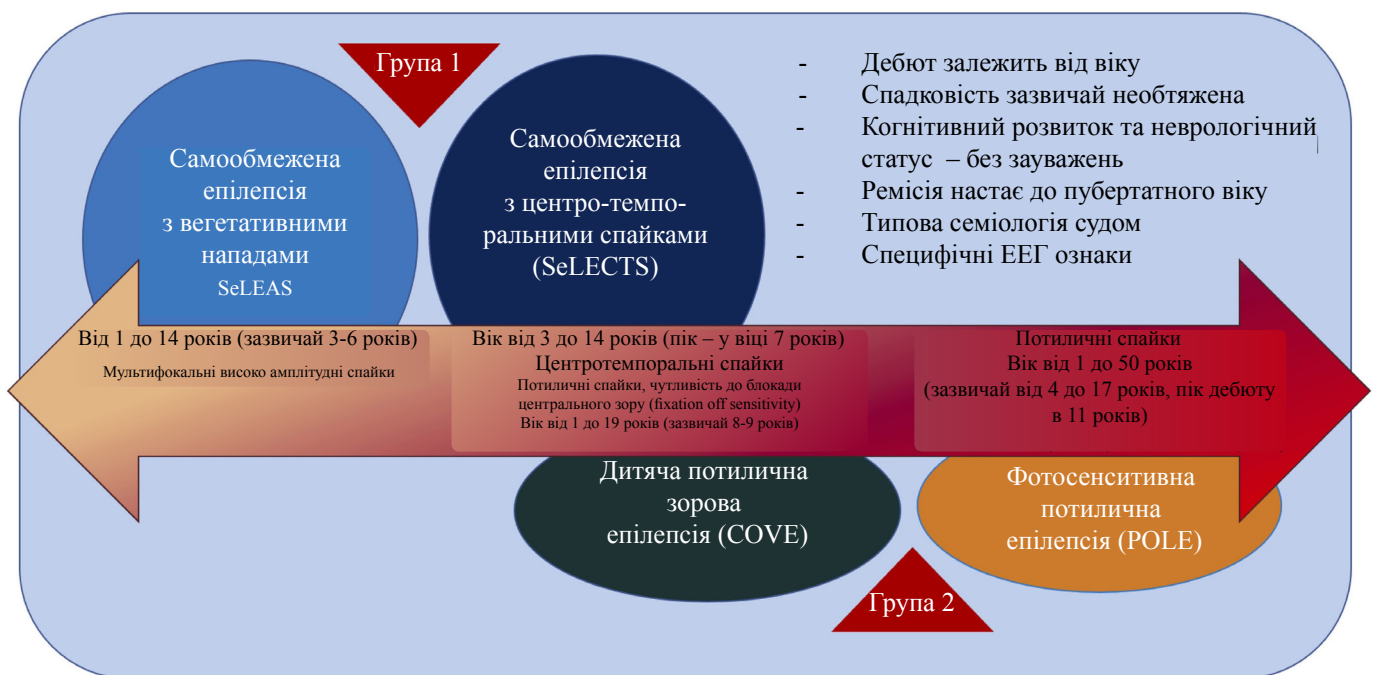 Група 1
Самообмежена
епілепсія
з вегетативними
нападами
SeLEAS
Самообмежена
епілепсія
з центро-темпо-
ральними спайками
(SeLECTS)
- Дебют залежить від віку
- Спадковість зазвичай необтяжена
- Когнітивний розвиток та неврологічний
статус – без зауважень
- Ремісія настає до пубертатного віку
- Типова семіологія судом
- Специфічні ЕЕГ ознаки
Від 1 до 14 років (зазвичай 3-6 років)
Мультифокальні високо амплітудні спайки
Вік від 3 до 14 років (пік – у віці 7 років)
Центротемпоральні спайки
Потиличні спайки, чутливість до блокади
центрального зору (fixation off sensitivity)
Вік від 1 до 19 років (зазвичай 8-9 років)
Потиличні спайки
Вік від 1 до 50 років
(зазвичай від 4 до 17 років, пік дебюту
в 11 років)
Дитяча потилична
зорова
епілепсія (COVE)
Фотосенситивна
потилична
епілепсія (POLE)
Група 2